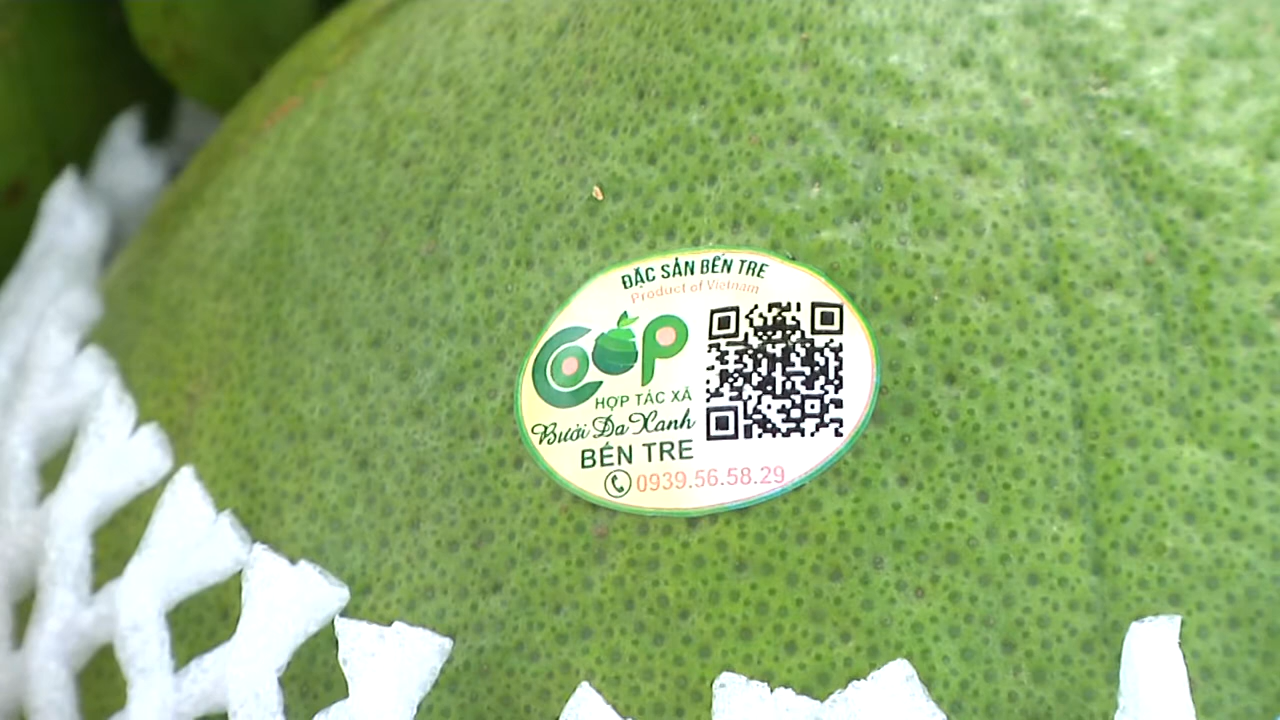 ĐẶC SẢN BẾN TRE
Product of Vietnam
Coop
HỢP TÁC XÃ
Bưởi Da Xanh
BẾN TRE
0939.56.58.29